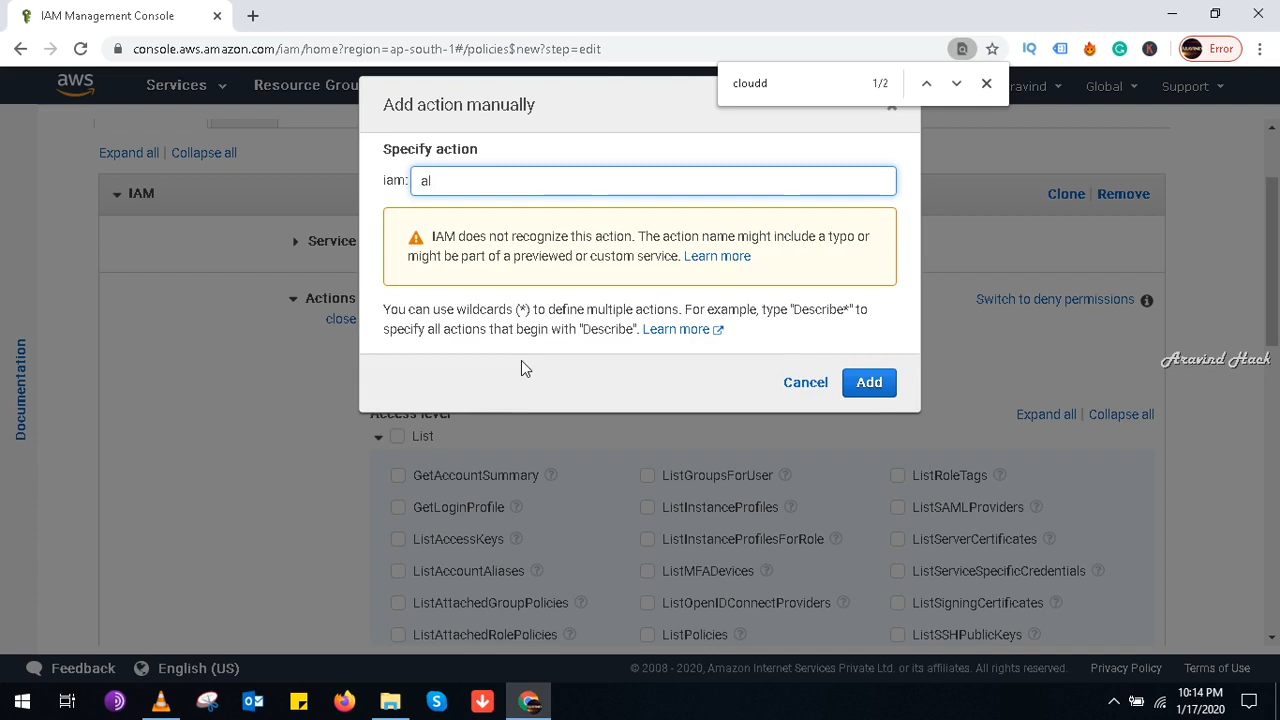 IAM Management Console
console.aws.amazon.com/iam/home?region=ap-south-1#/policies$new?step=edit
Error
cloudd 1/2
aws Services Resource Grou ravind Global Support
Add action manually
Expand all Collapse all
Specify action
iam: al
IAM
Clone Remove
IAM does not recognize this action. The action name might include a typo or
might be part of a previewed or custom service. Learn more
Service
Actions
close
Switch to deny permissions
You can use wildcards (*) to define multiple actions. For example, type "Describe*" to
specify all actions that begin with "Describe". Learn more
Aravind Hack
Documentation
Cancel Add
Access level
Expand all Collapse all
List
GetAccountSummary ListGroupsForUser ListRoleTags
GetLoginProfile ListInstanceProfiles ListSAMLProviders
ListAccessKeys ListInstanceProfilesForRole ListServerCertificates
ListAccountAliases ListMFADevices ListServiceSpecificCredentials
ListAttachedGroupPolicies ListOpenIDConnectProviders ListSigningCertificates
ListAttachedRolePolicies ListPolicies ListSSHPublicKeys
Feedback English (US)
© 2008 - 2020, Amazon Internet Services Private Ltd. or its affiliates. All rights reserved. Privacy Policy Terms of Use
10:14 PM
1/17/2020